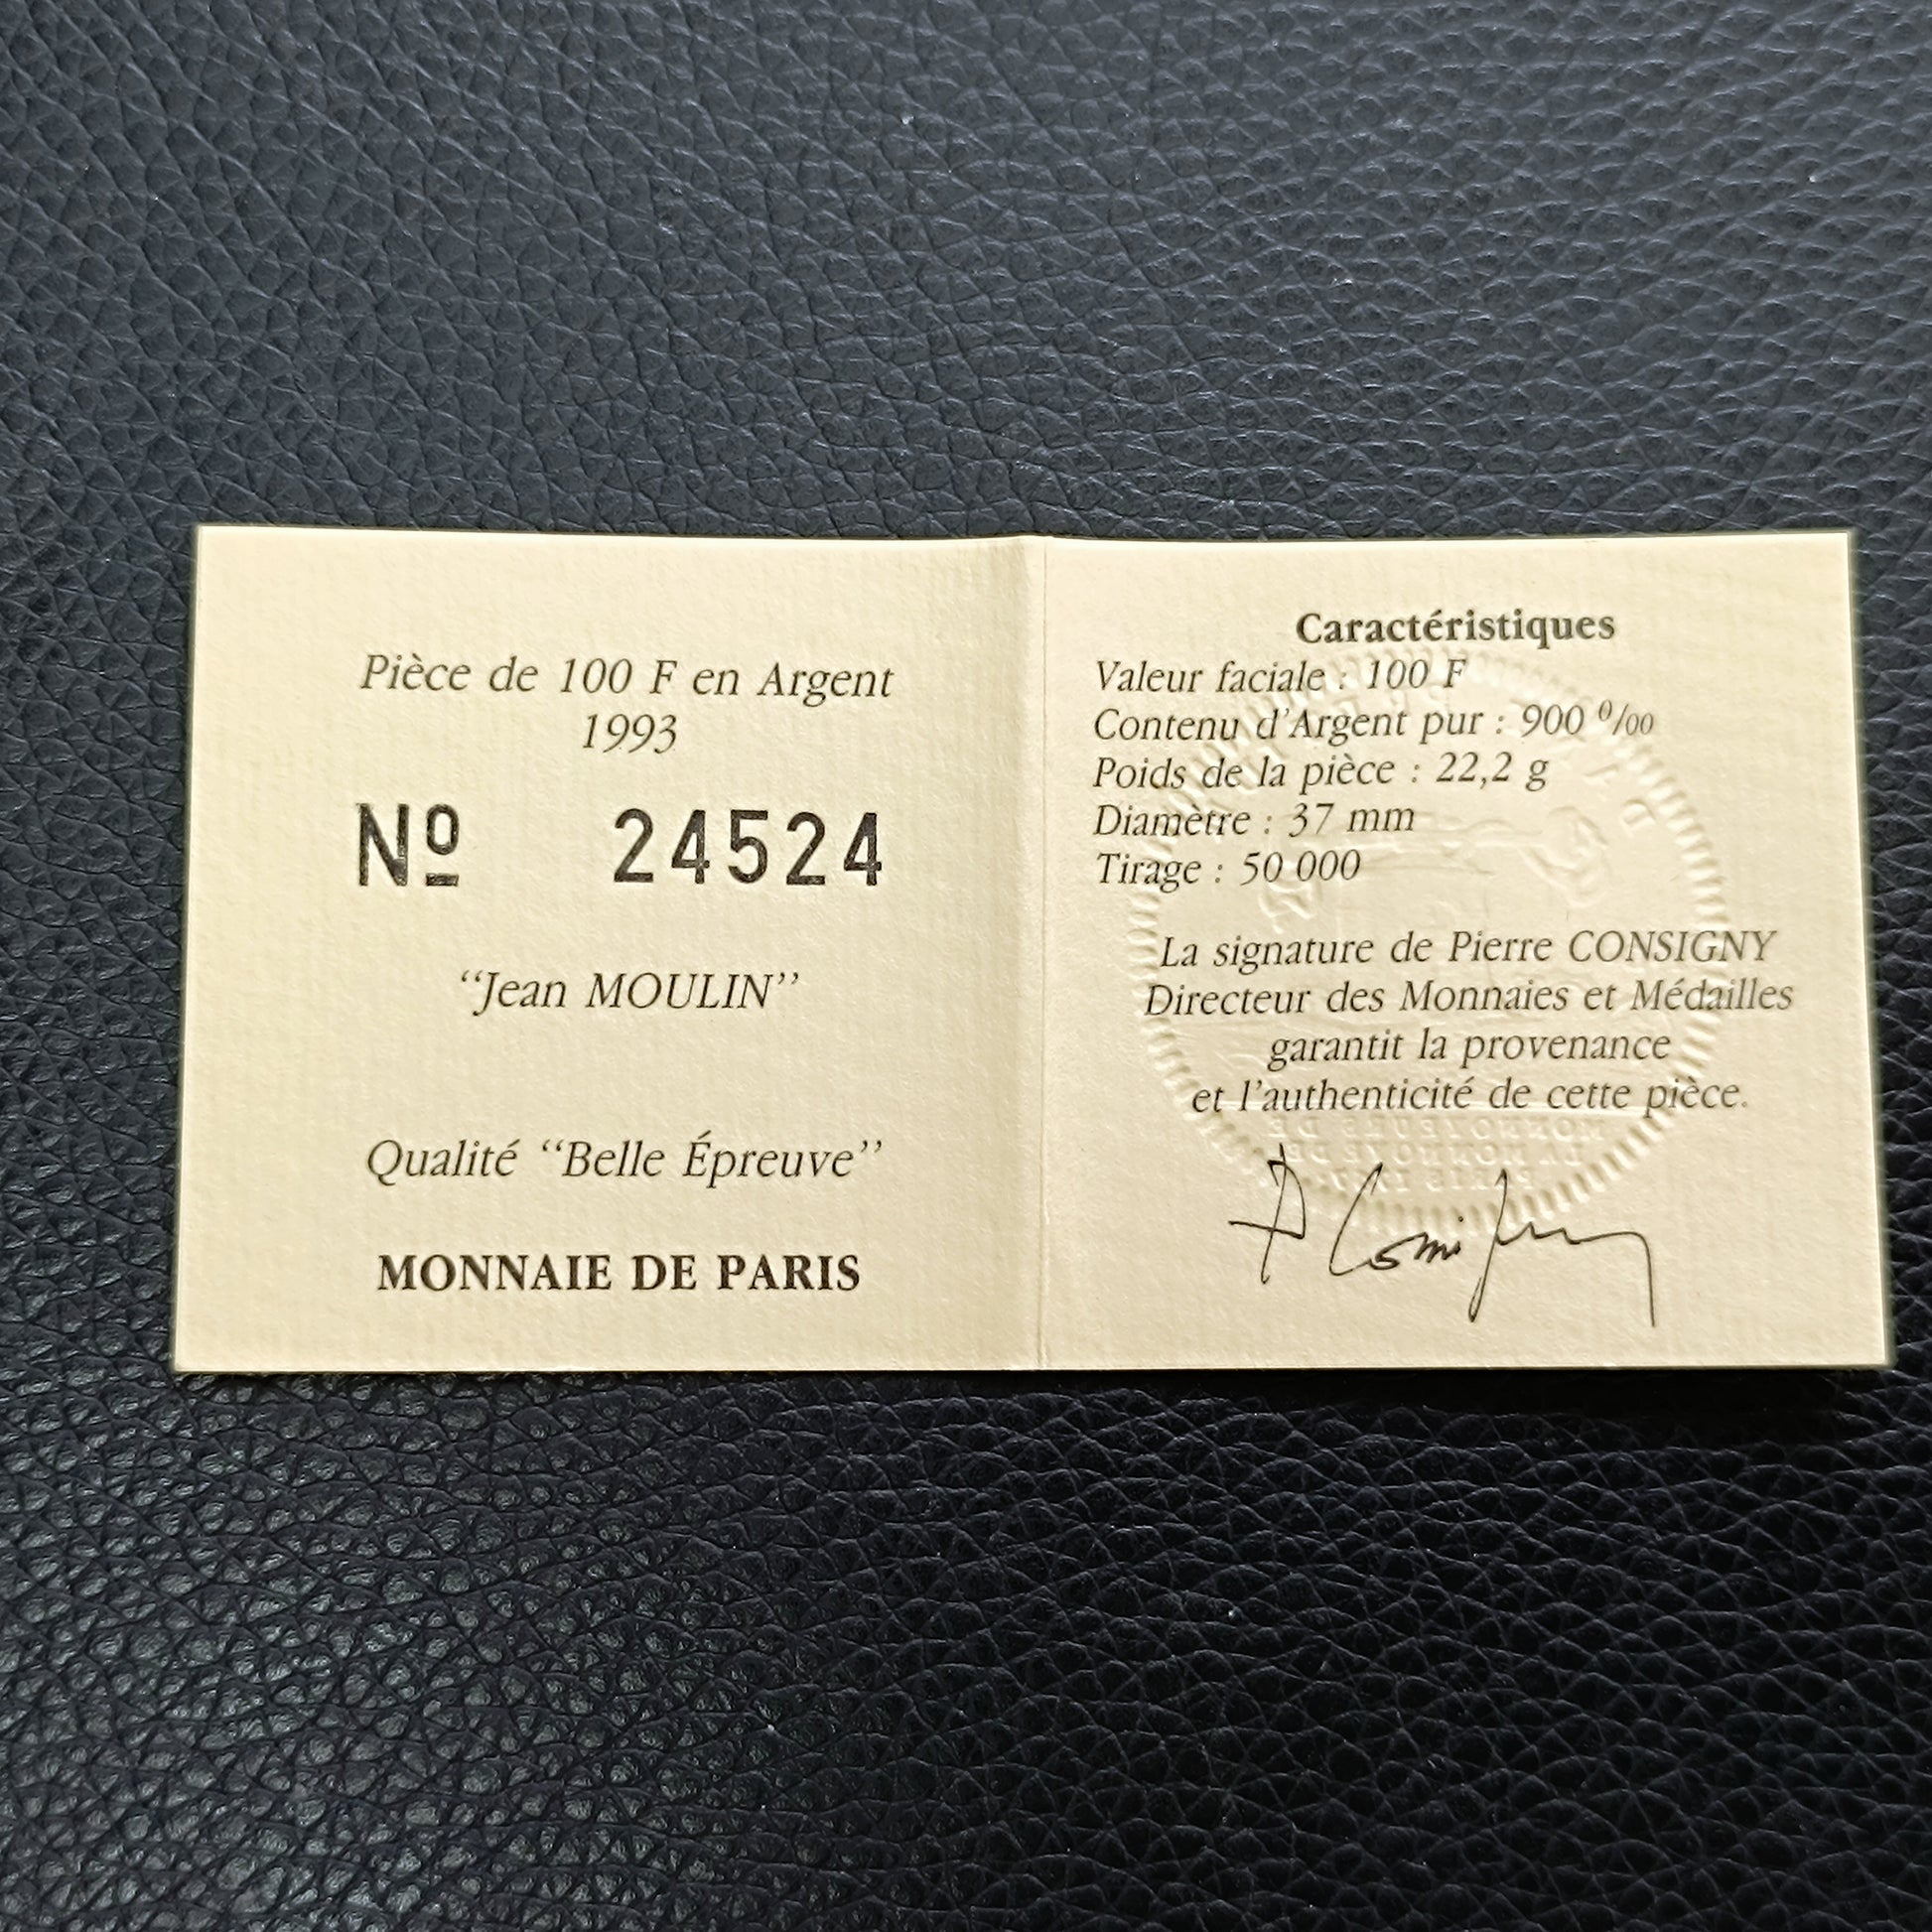 Pièce de 100 F en Argent
1993
Nº 24524
“Jean MOULIN”
Qualité “Belle Épreuve”
MONNAIE DE PARIS
Caractéristiques
Valeur faciale : 100 F
Contenu d'Argent pur : 900 ⁰/₀₀
Poids de la pièce : 22,2 g
Diamètre : 37 mm
Tirage : 50 000
La signature de Pierre CONSIGNY
Directeur des Monnaies et Médailles
garantit la provenance
et l'authenticité de cette pièce.